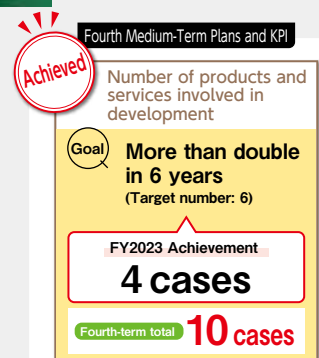 Fourth Medium-Term Plans and KPI
Achieved
Number of products and
services involved in
development
Goal
More than double
in 6 years
(Target number: 6)
FY2023 Achievement
4 cases
Fourth-term total 10 cases